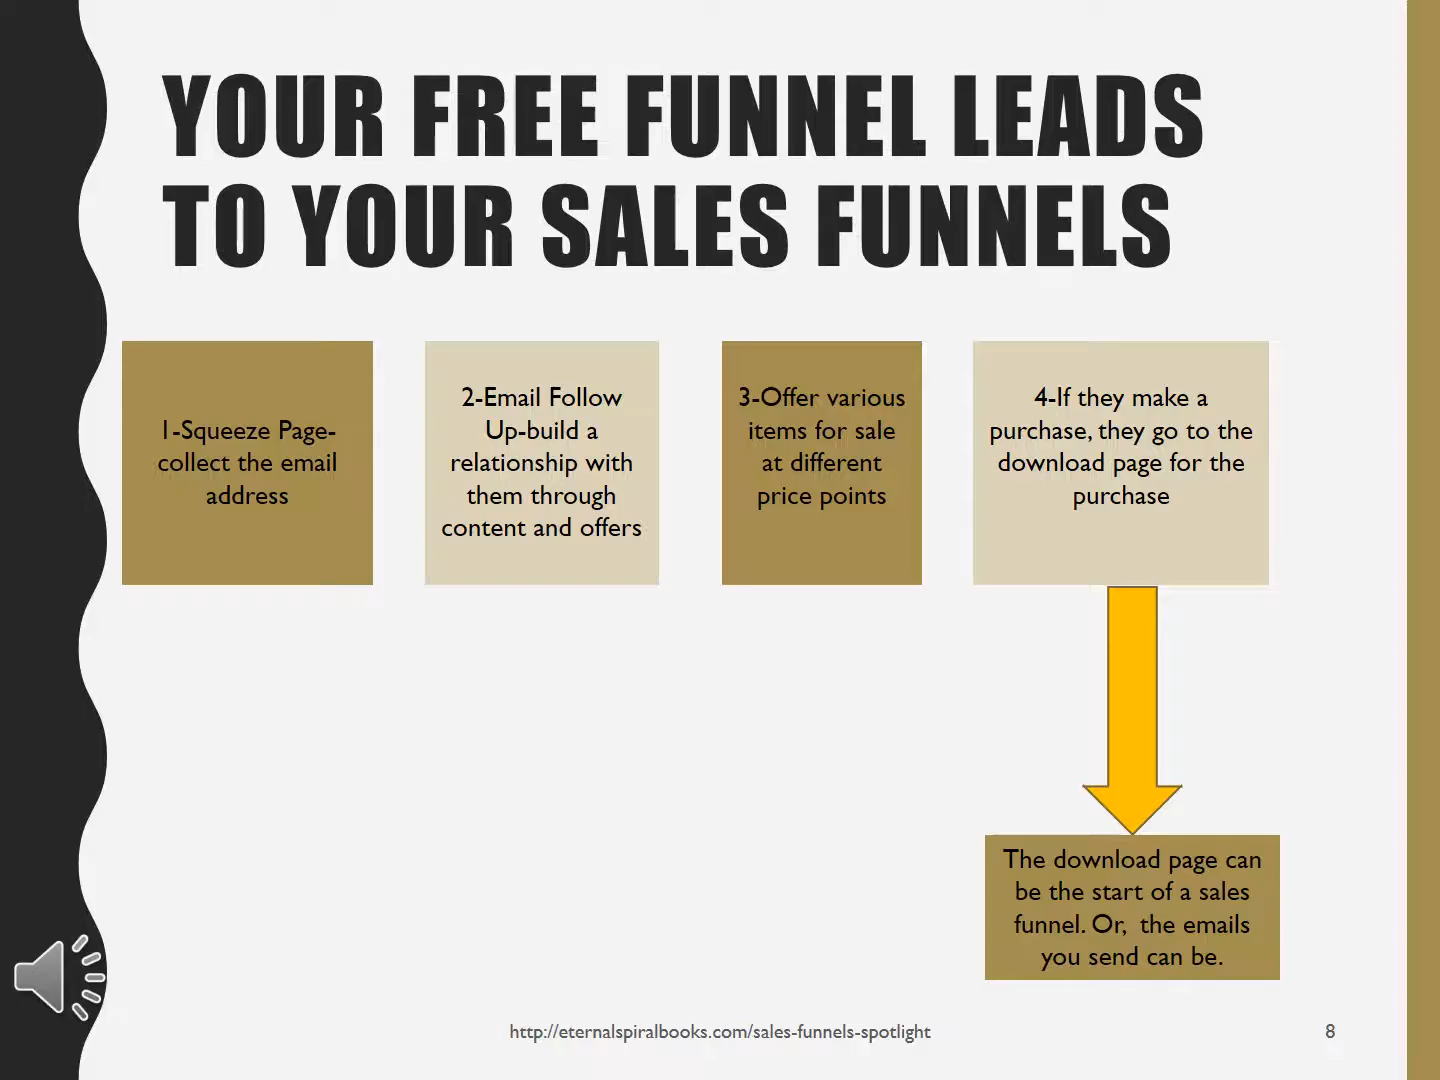 YOUR FREE FUNNEL LEADS
TO YOUR SALES FUNNELS
1-Squeeze Page-
collect the email
address
2-Email Follow
Up-build a
relationship with
them through
content and offers
3-Offer various
items for sale
at different
price points
4-If they make a
purchase, they go to the
download page for the
purchase
The download page can
be the start of a sales
funnel. Or,  the emails
you send can be.
http://eternalspiralbooks.com/sales-funnels-spotlight
8